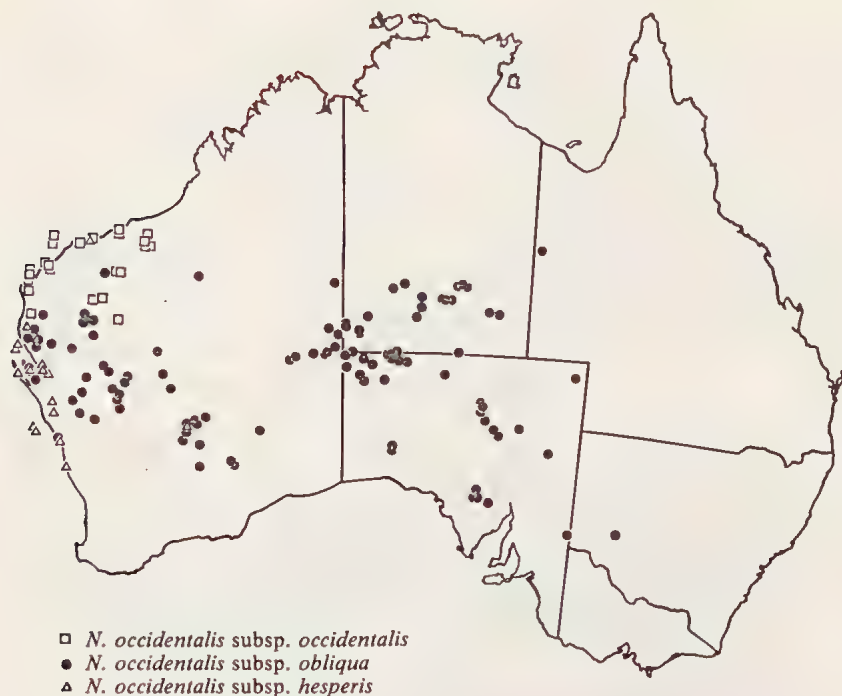 □ N. occidentalis subsp. occidentalis
● N. occidentalis subsp. obliqua
△ N. occidentalis subsp. hesperis